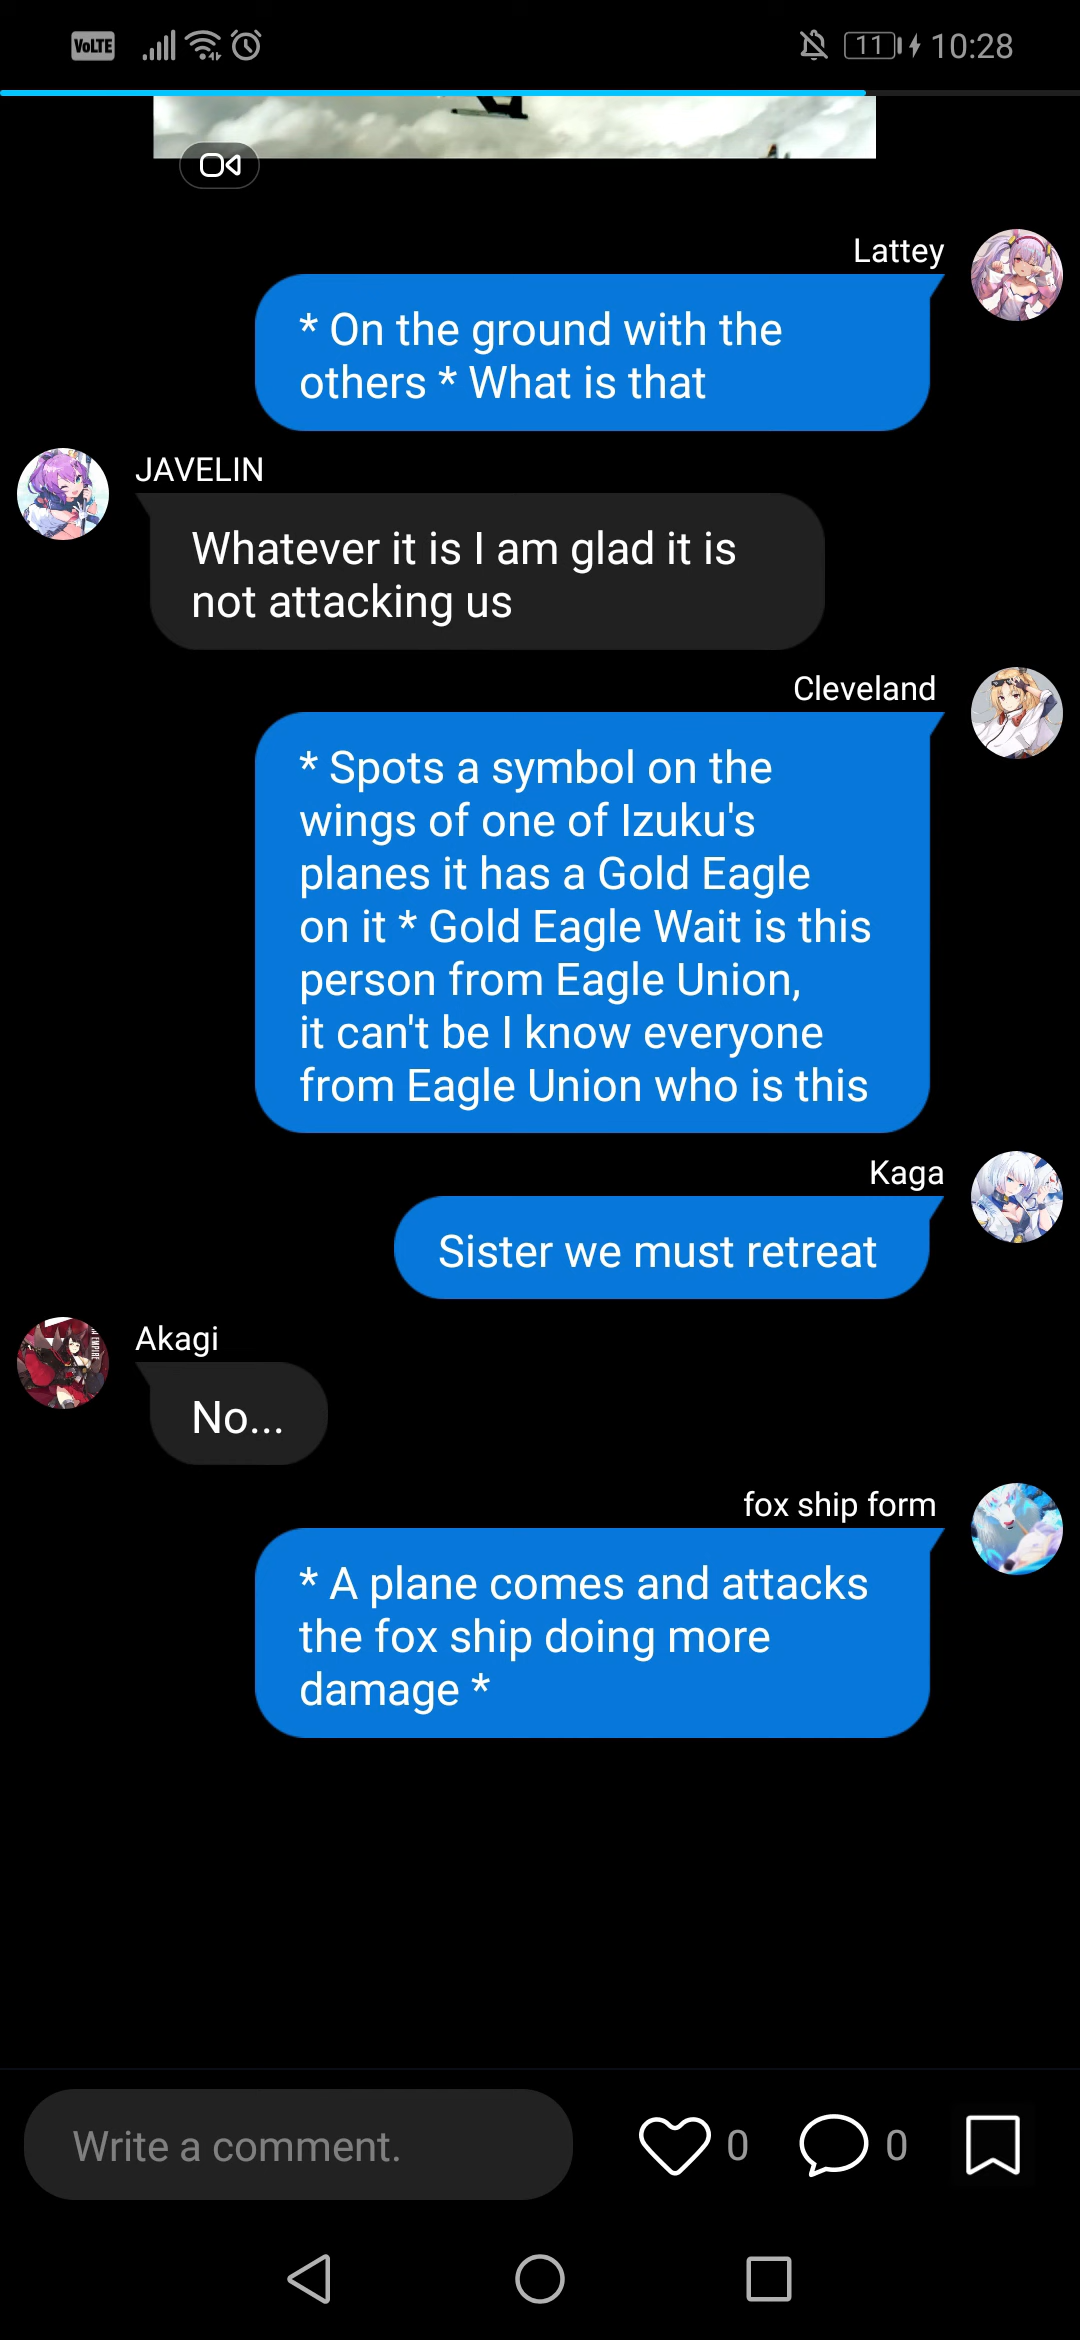 VoLTE 11 10:28
Lattey
* On the ground with the
others * What is that
JAVELIN
Whatever it is I am glad it is
not attacking us
Cleveland
* Spots a symbol on the
wings of one of Izuku's
planes it has a Gold Eagle
on it * Gold Eagle Wait is this
person from Eagle Union,
it can't be I know everyone
from Eagle Union who is this
Kaga
Sister we must retreat
Akagi
No...
fox ship form
* A plane comes and attacks
the fox ship doing more
damage *
Write a comment. 0 0